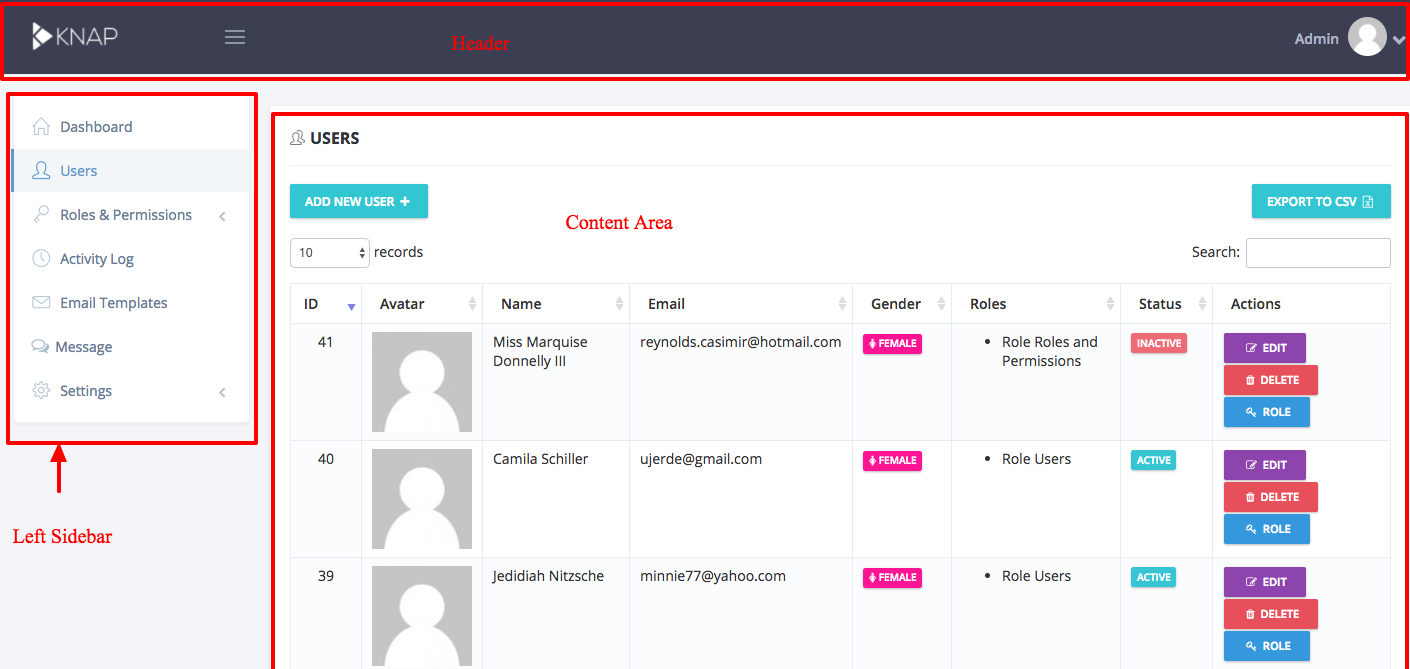 KNAP
Header
Admin
Dashboard
Users
Roles & Permissions
Activity Log
Email Templates
Message
Settings
Left Sidebar
USERS
ADD NEW USER
EXPORT TO CSV
Content Area
10 records
Search:
ID Avatar Name Email Gender Roles Status Actions
41 Miss Marquise reynolds.casimir@hotmail.com FEMALE • Role Roles and INACTIVE EDIT
Donnelly III Permissions
DELETE
ROLE
40 Camila Schiller ujerde@gmail.com FEMALE • Role Users ACTIVE EDIT
DELETE
ROLE
39 Jedidiah Nitzsche minnie77@yahoo.com FEMALE • Role Users ACTIVE EDIT
DELETE
ROLE